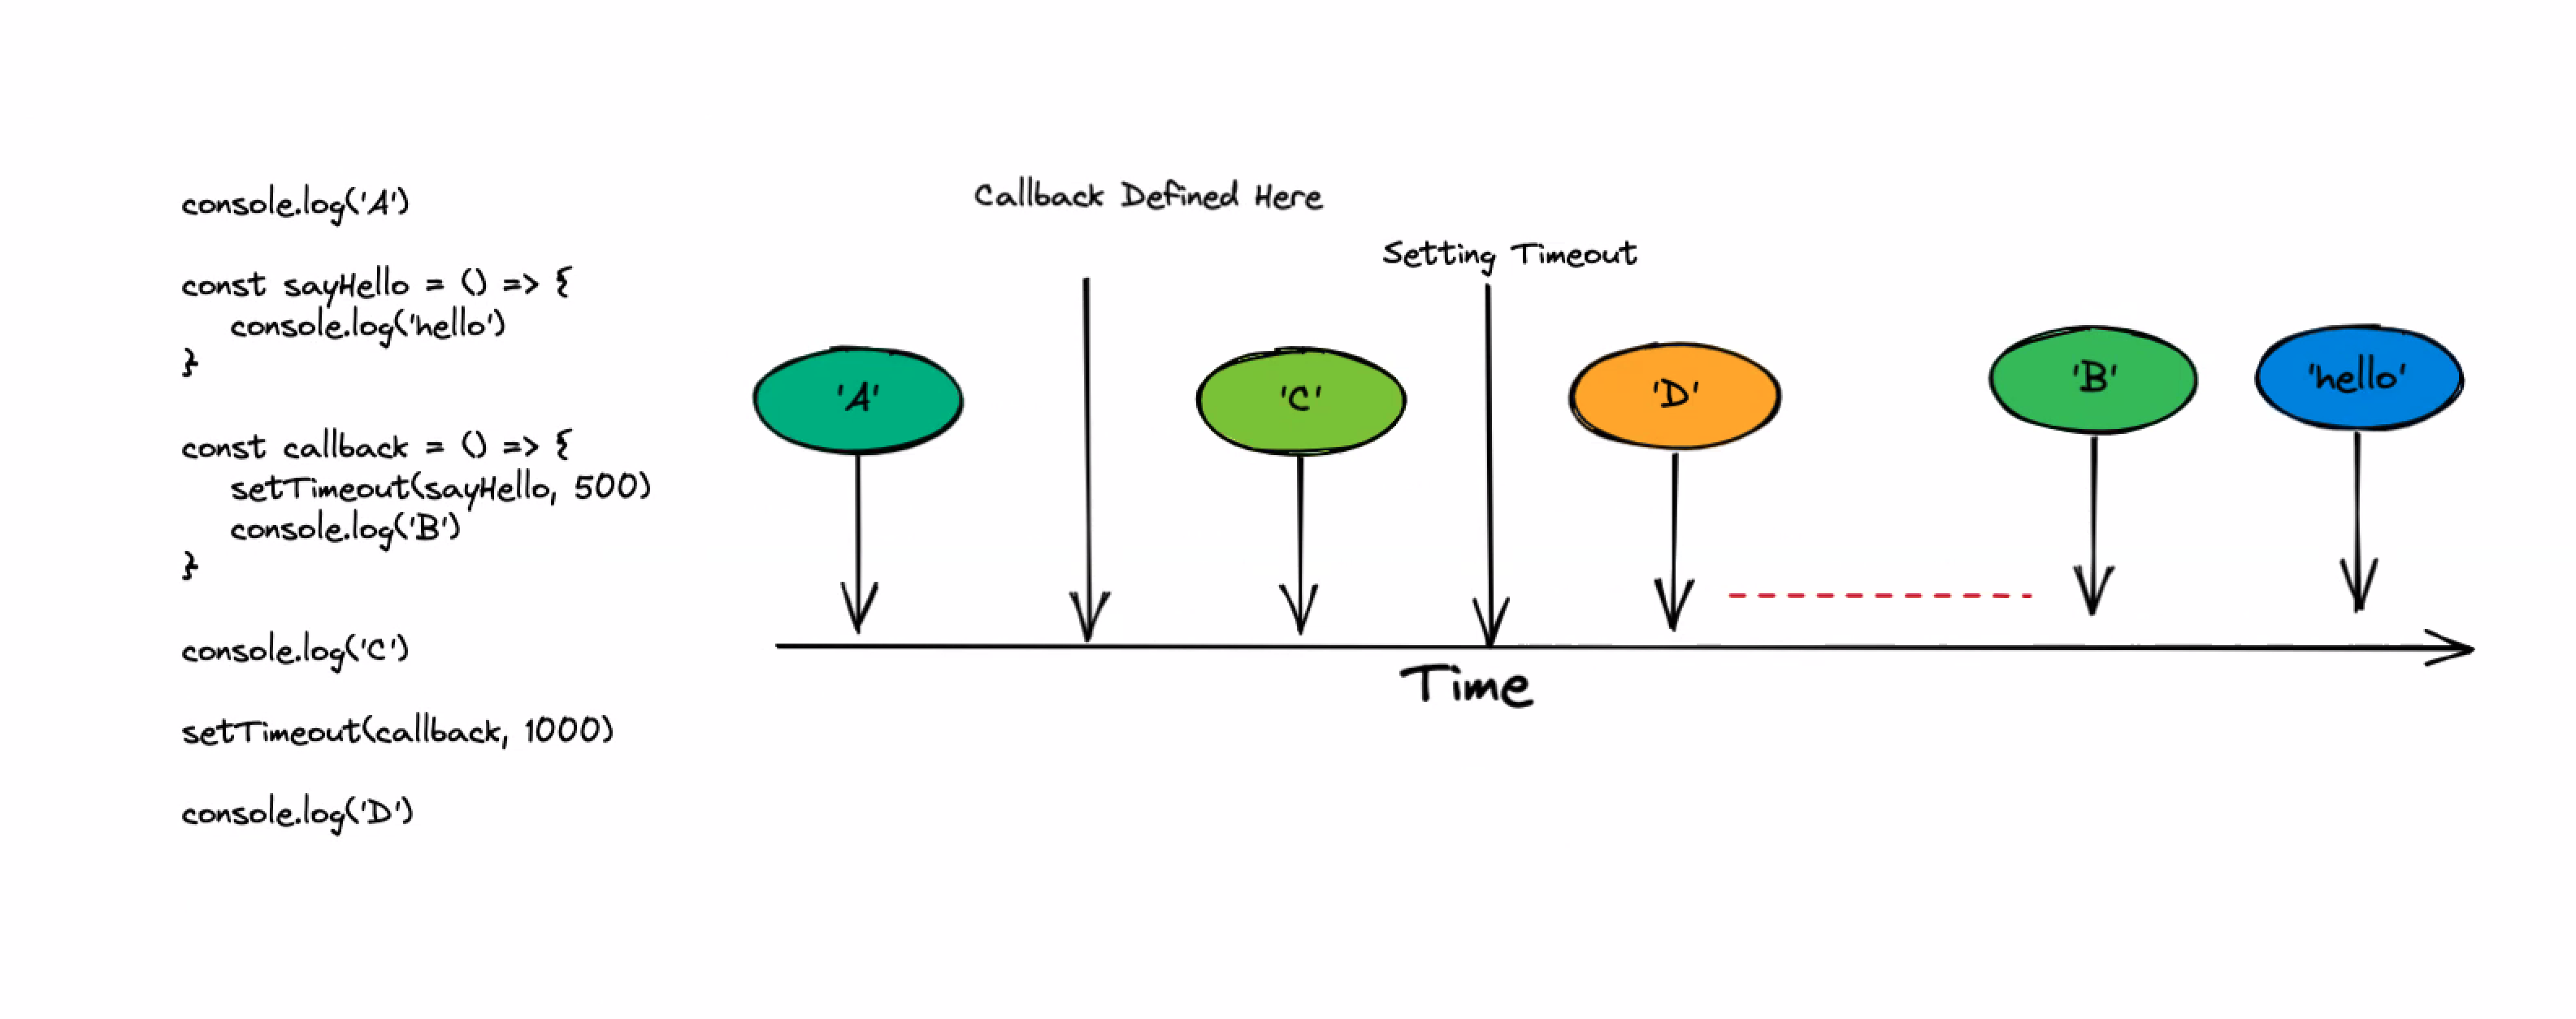 console.log('A')
const sayHello = () => {
console.log('hello')
}
const callback = () => {
setTimeout(sayHello, 500)
console.log('B')
}
console.log('C')
setTimeout(callback, 1000)
console.log('D')
Callback Defined Here
Setting Timeout
'A'
'C'
'D'
'B'
'hello'
Time